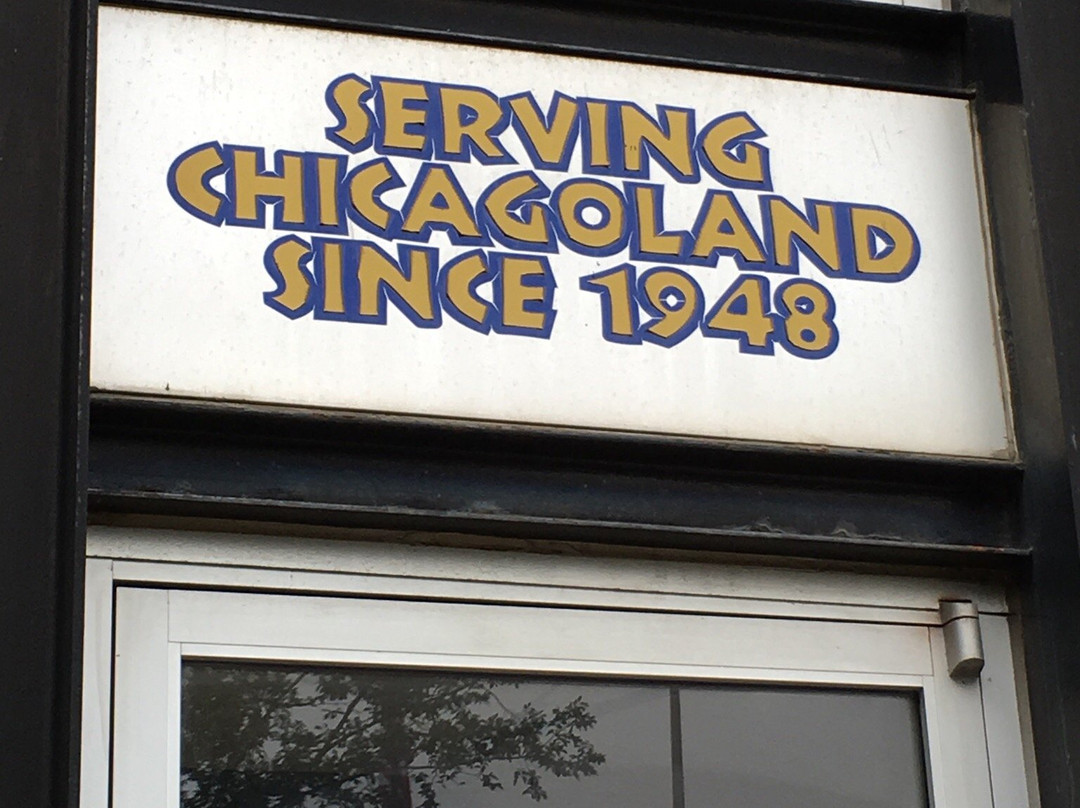 SERVING
CHICAGOLAND
SINCE 1948